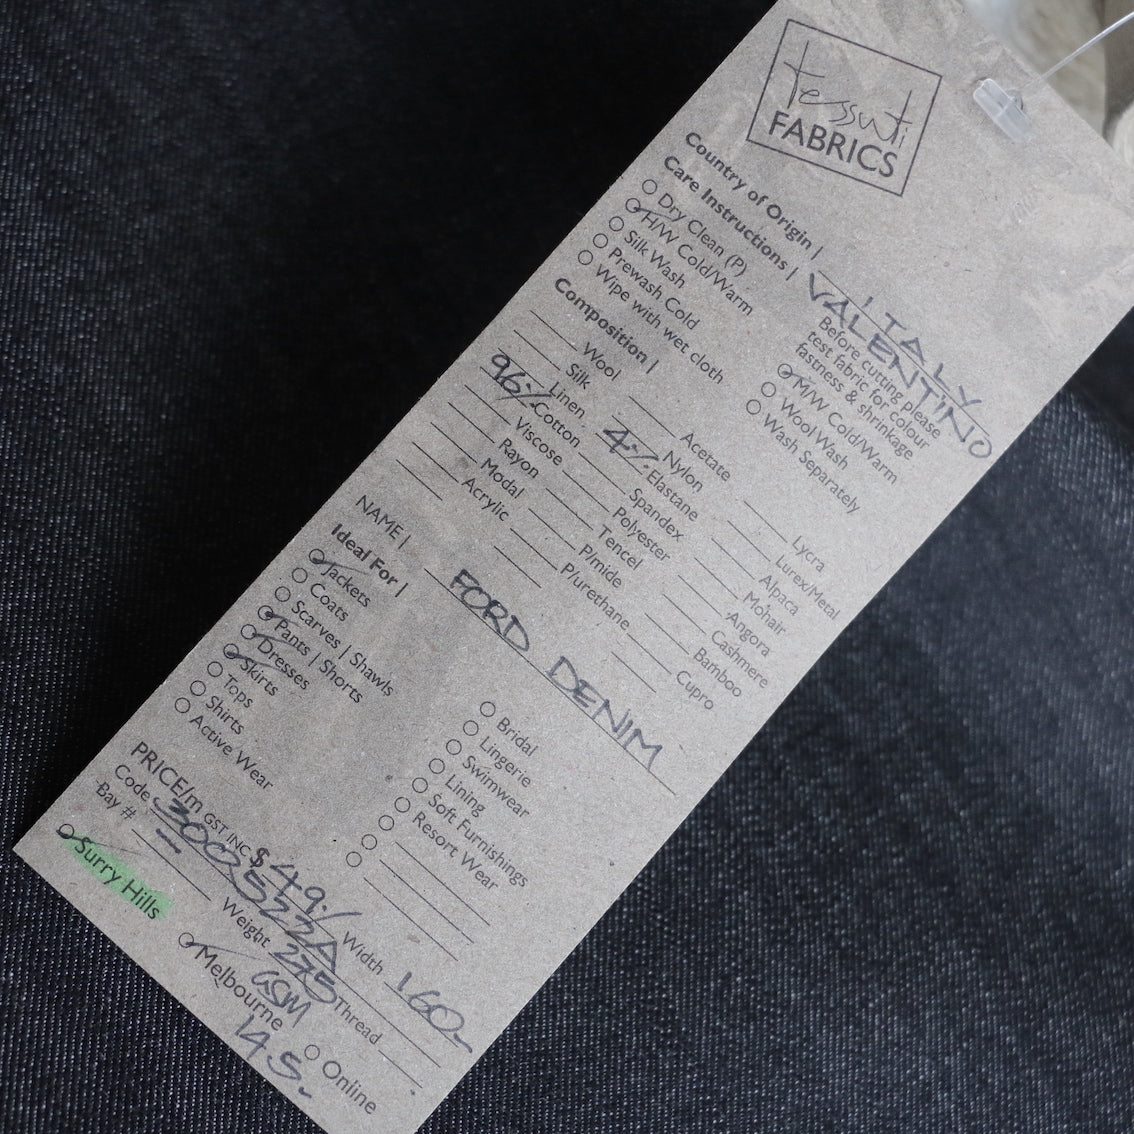 tessuti
FABRICS
Country of Origin | ITALY
VALENTINO
Care Instructions |
Dry Clean (P)
H/W Cold/Warm
Silk Wash
Prewash Cold
Wipe with wet cloth
Before cutting please
test fabric for colour
fastness & shrinkage
M/W Cold/Warm
Wool Wash
Wash Separately
Composition |
Wool
Silk
Linen
96% Cotton
Viscose
Rayon
Modal
Acrylic
Acetate
Nylon
4% Elastane
Spandex
Polyester
Tencel
P/mide
P/urethane
Lycra
Lurex/Metal
Alpaca
Mohair
Angora
Cashmere
Bamboo
Cupro
NAME | FORD DENIM
Ideal For |
Jackets
Coats
Scarves | Shawls
Pants | Shorts
Dresses
Skirts
Tops
Shirts
Active Wear
Bridal
Lingerie
Swimwear
Lining
Soft Furnishings
Resort Wear
PRICE/m GST INC $49 Width 160
Code 300522A Thread
Bay # Weight 275
GSM
Surry Hills
Melbourne
Online
14.5